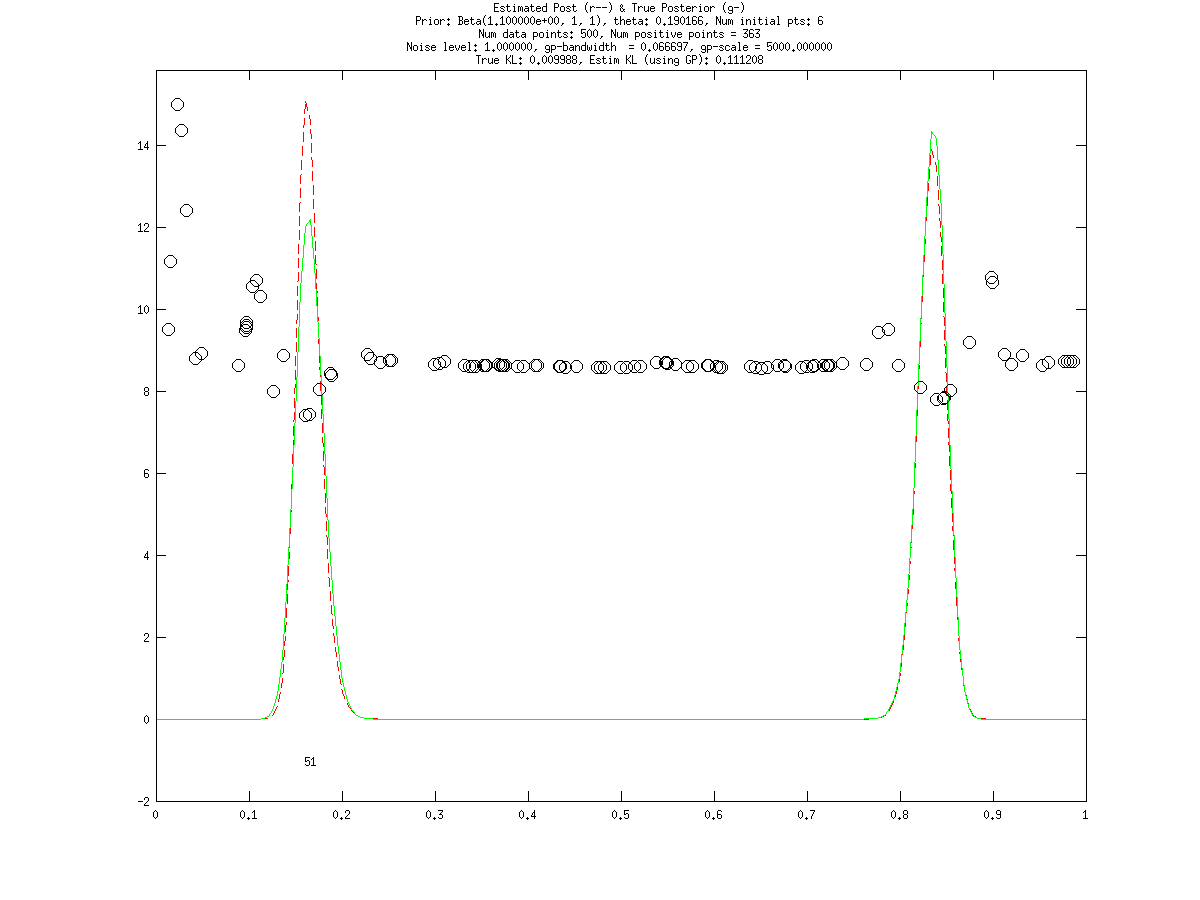 Estimated Post (r--) & True Posterior (g-)
Prior: Beta(1.100000e+00, 1, 1), theta: 0.190166, Num initial pts: 6
Num data points: 500, Num positive points = 363
Noise level: 1.000000, gp-bandwidth  = 0.066697, gp-scale = 5000.000000
True KL: 0.009988, Estim KL (using GP): 0.111208
14
12
10
8
6
4
2
0
51
-2
0 0.1 0.2 0.3 0.4 0.5 0.6 0.7 0.8 0.9 1